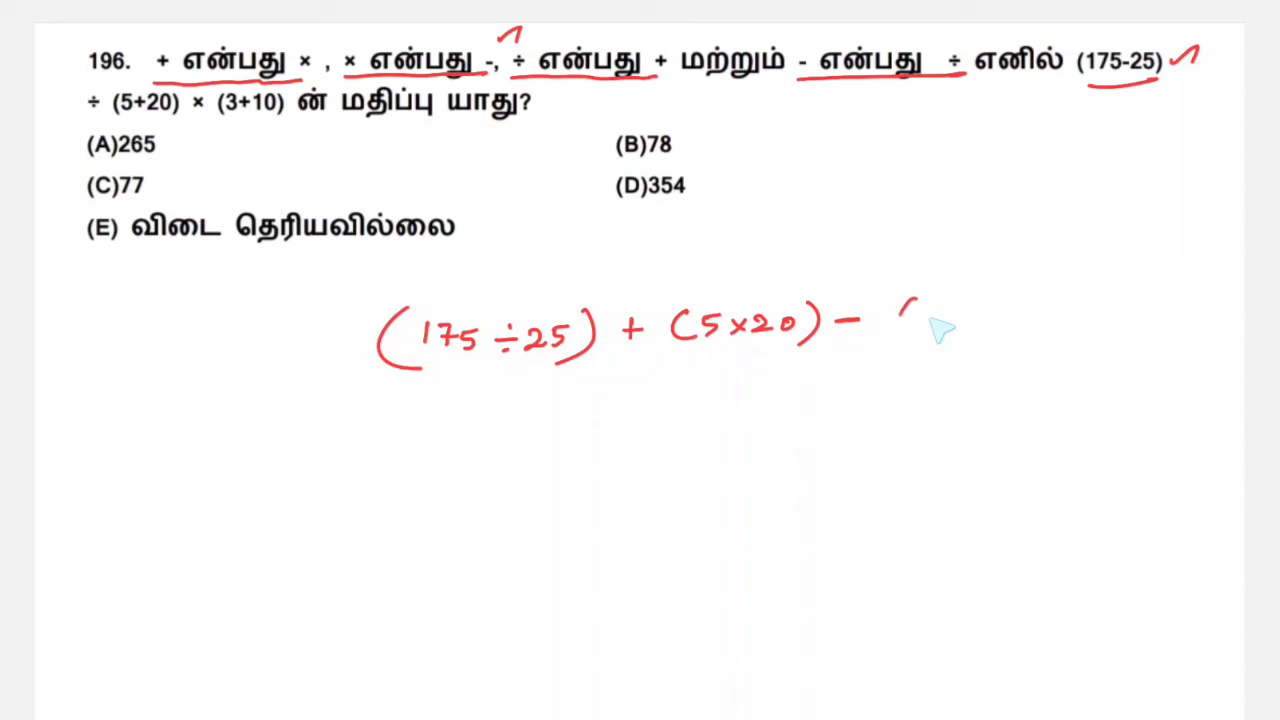 196. + என்பது × , × என்பது -, ÷ என்பது + மற்றும் - என்பது ÷ எனில் (175-25)
÷ (5+20) × (3+10) ன் மதிப்பு யாது?
(A)265 (B)78
(C)77 (D)354
(E) விடை தெரியவில்லை
(175 ÷ 25) + (5 × 20) - (